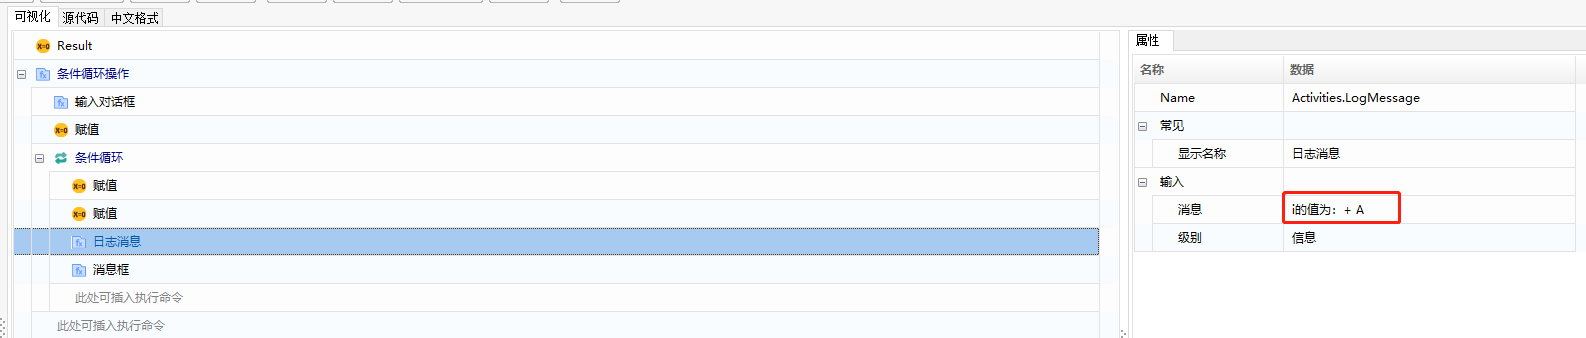 可视化 源代码 中文格式
Result
条件循环操作
输入对话框
赋值
条件循环
赋值
赋值
日志消息
消息框
此处可插入执行命令
此处可插入执行命令
属性
名称 数据
Name Activities.LogMessage
常见
显示名称 日志消息
输入
消息 i的值为: + A
级别 信息